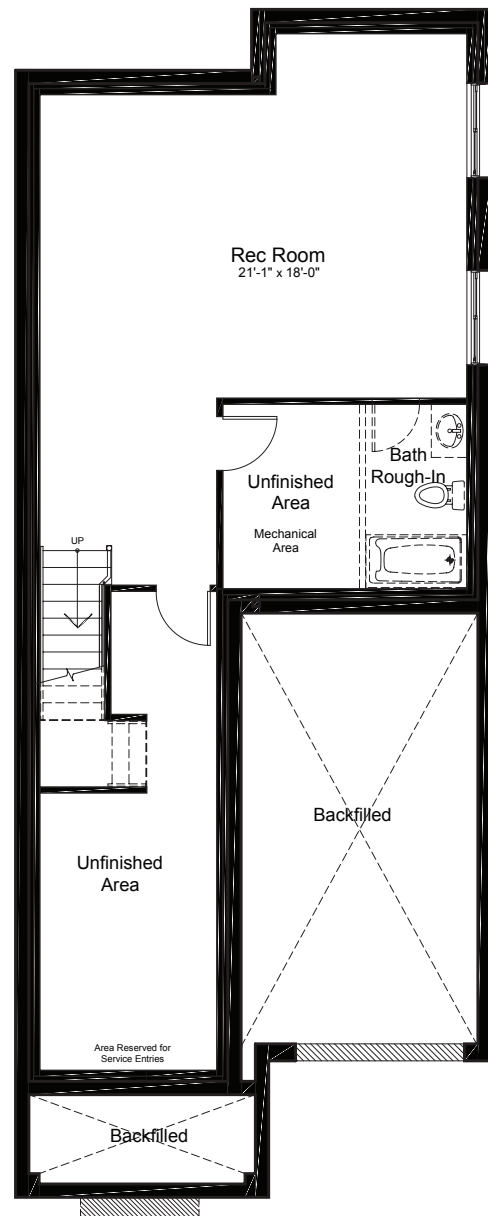 Rec Room
21'-1" x 18'-0"
Bath
Rough-In
Unfinished
Area
Mechanical
Area
UP
Backfilled
Unfinished
Area
Area Reserved for
Service Entries
Backfilled